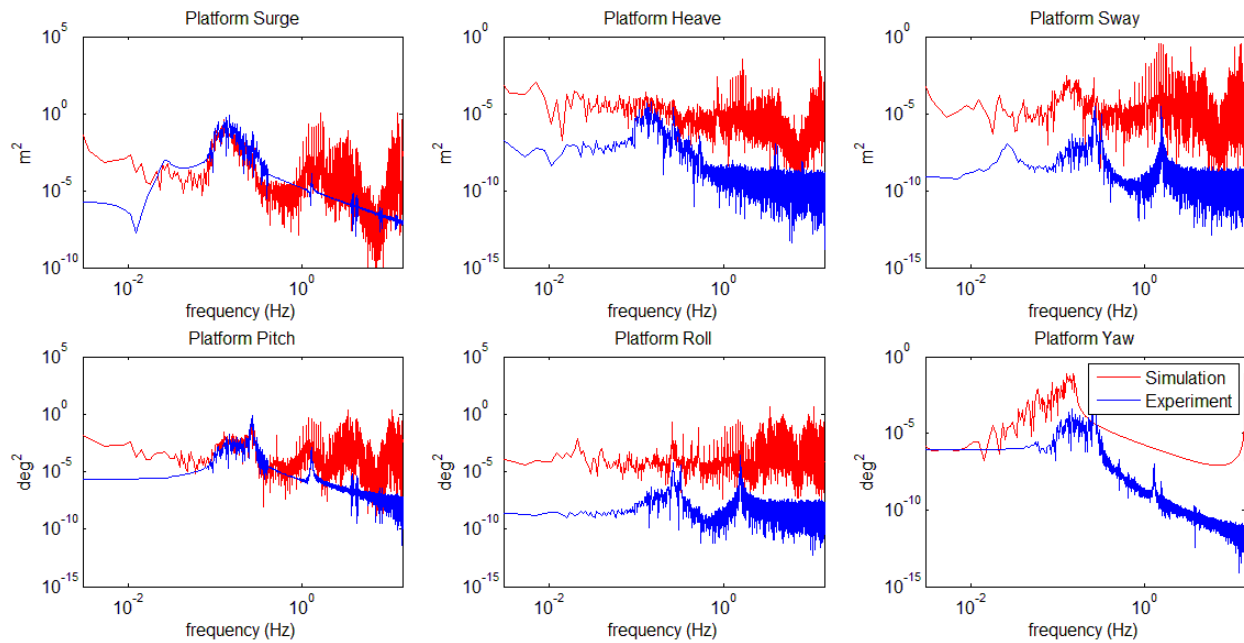 Platform Surge
10^5
10^0
10^-5
10^-10
m^2
10^-2
10^0
frequency (Hz)
Platform Heave
10^0
10^-5
10^-10
10^-15
m^2
10^-2
10^0
frequency (Hz)
Platform Sway
10^0
10^-5
10^-10
10^-15
m^2
10^-2
10^0
frequency (Hz)
Platform Pitch
10^5
10^0
10^-5
10^-10
10^-15
deg^2
10^-2
10^0
frequency (Hz)
Platform Roll
10^5
10^0
10^-5
10^-10
10^-15
deg^2
10^-2
10^0
frequency (Hz)
Platform Yaw
10^0
10^-5
10^-10
10^-15
deg^2
Simulation
Experiment
10^-2
10^0
frequency (Hz)